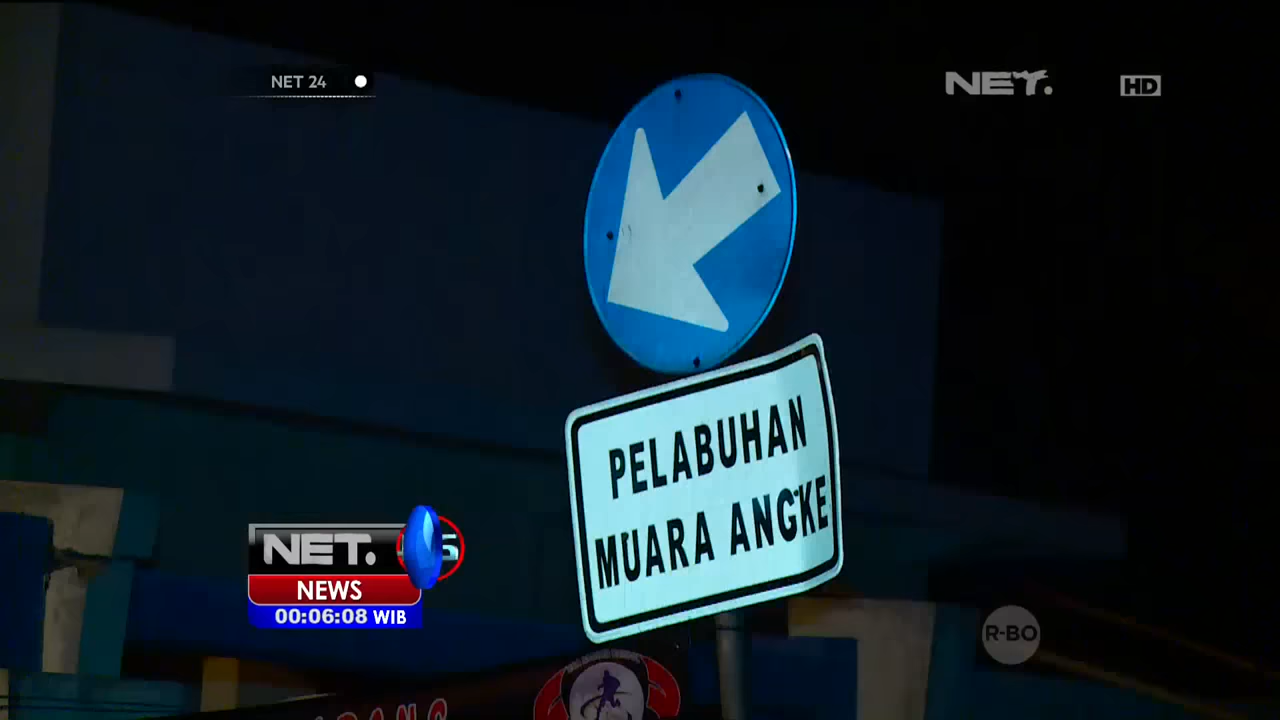 NET 24
NET.
HD
PELABUHAN
MUARA ANGKE
NET.
NEWS
00:06:08 WIB
R-BO